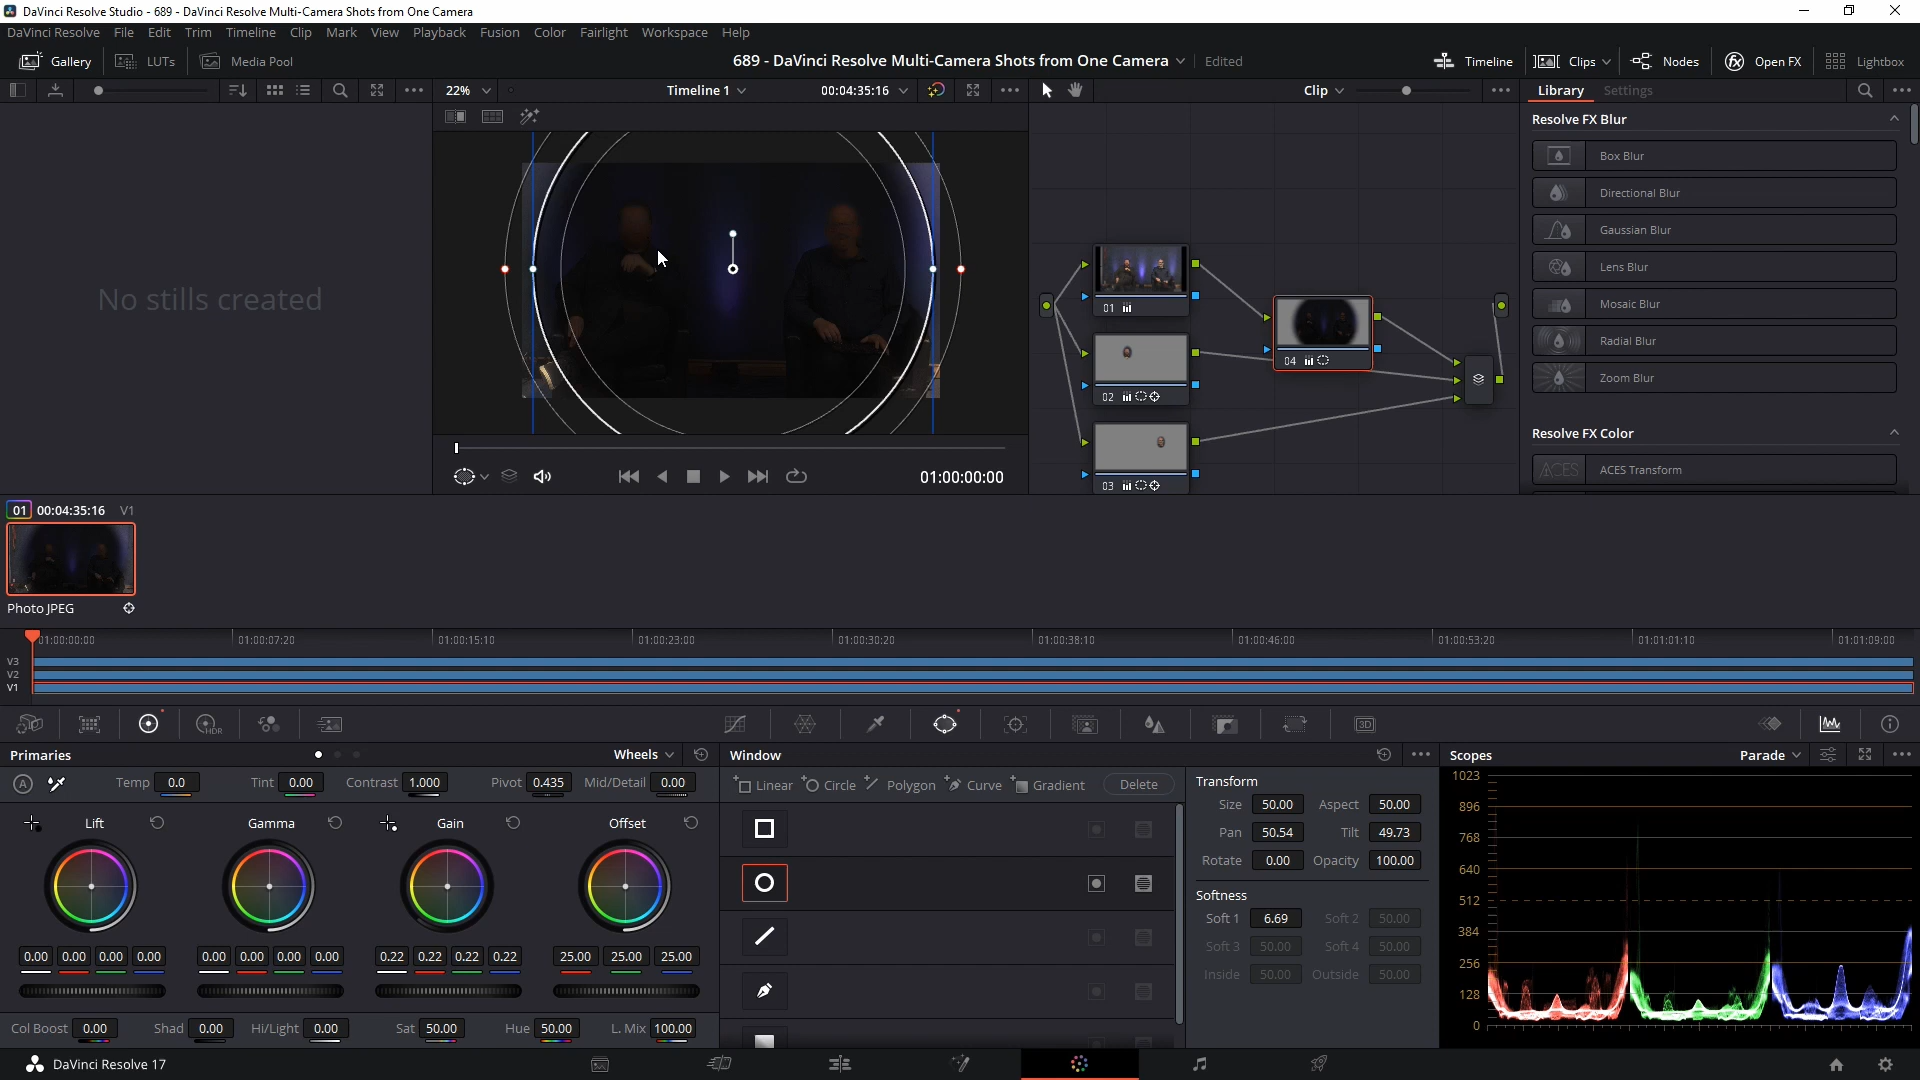 DaVinci Resolve Studio - 689 - DaVinci Resolve Multi-Camera Shots from One Camera
DaVinci Resolve File Edit Trim Timeline Clip Mark View Playback Fusion Color Fairlight Workspace Help
Gallery LUTs Media Pool 689 - DaVinci Resolve Multi-Camera Shots from One Camera Edited Timeline Clips Nodes fx Open FX Lightbox
22% Timeline 1 00:04:35:16 Clip Library Settings
Resolve FX Blur
Box Blur
Directional Blur
Gaussian Blur
Lens Blur
No stills created
Mosaic Blur
01
Radial Blur
04
Zoom Blur
02
Resolve FX Color
ACES ACES Transform
01:00:00:00
03
01 00:04:35:16 V1
Photo JPEG
01:00:00:00 01:00:07:20 01:00:15:10 01:00:23:00 01:00:30:20 01:00:38:10 01:00:46:00 01:00:53:20 01:01:01:10 01:01:09:00
V3
V2
V1
HDR 3D
Primaries Wheels Window Scopes Parade
A Temp 0.0 Tint 0.00 Contrast 1.000 Pivot 0.435 Mid/Detail 0.00
Linear Circle Polygon Curve Gradient Delete
Transform
Size 50.00 Aspect 50.00
Pan 50.54 Tilt 49.73
Rotate 0.00 Opacity 100.00
Softness
Soft 1 6.69 Soft 2 50.00
Soft 3 50.00 Soft 4 50.00
Inside 50.00 Outside 50.00
1023
896
768
640
512
384
256
128
0
Lift Gamma Gain Offset
0.00 0.00 0.00 0.00 0.00 0.00 0.00 0.00 0.22 0.22 0.22 0.22 25.00 25.00 25.00
Col Boost 0.00 Shad 0.00 Hi/Light 0.00 Sat 50.00 Hue 50.00 L. Mix 100.00
DaVinci Resolve 17